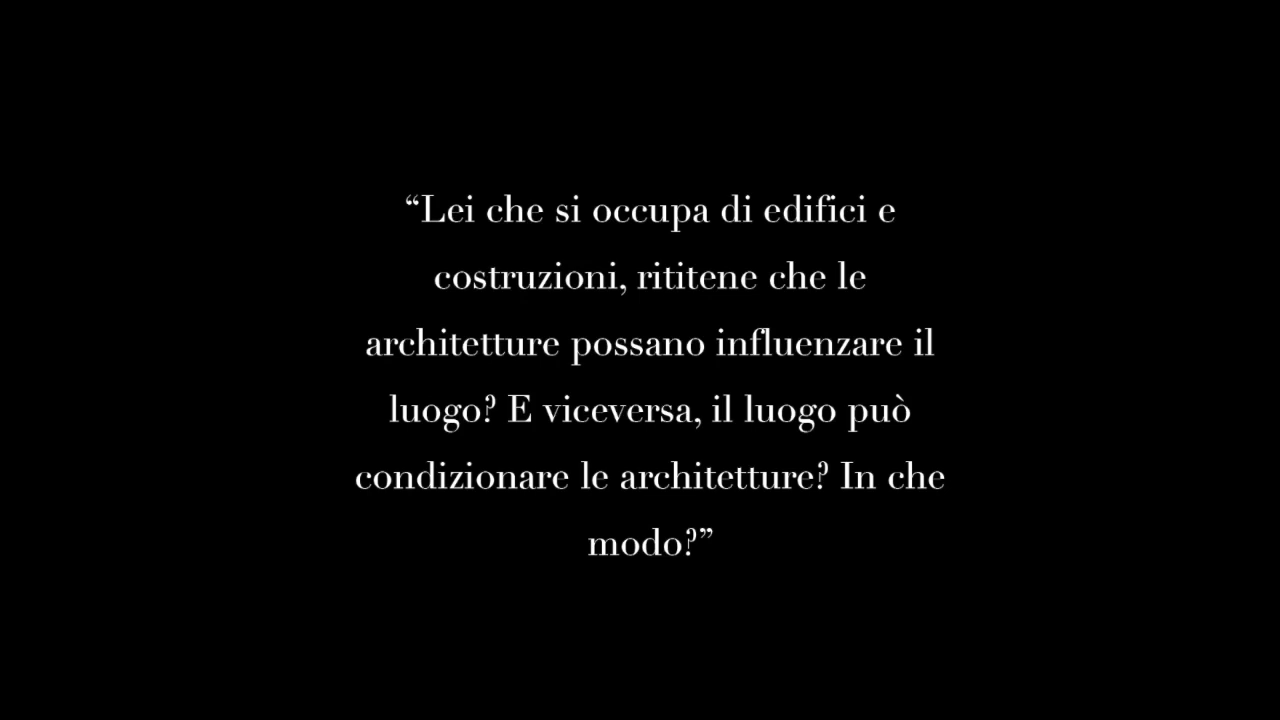 “Lei che si occupa di edifici e
costruzioni, rititene che le
architetture possano influenzare il
luogo? E viceversa, il luogo può
condizionare le architetture? In che
modo?”